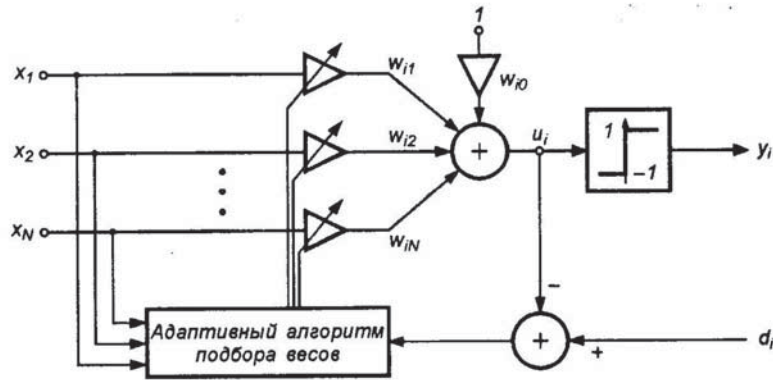 1
x1
wi1
wi0
x2
wi2
ui
1
-1
yi
xN
wiN
Адаптивный алгоритм
подбора весов
−
+
+
+
di